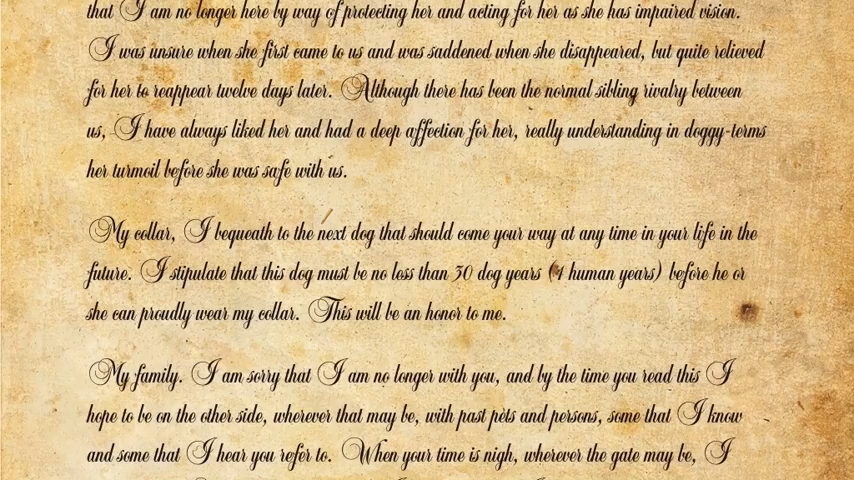 that I am no longer here by way of protecting her and acting for her as she has impaired vision.
I was unsure when she first came to us and was saddened when she disappeared, but quite relieved
for her to reappear twelve days later. Although there has been the normal sibling rivalry between
us, I have always liked her and had a deep affection for her, really understanding in doggy-terms
her turmoil before she was safe with us.
My collar, I bequeath to the next dog that should come your way at any time in your life in the
future. I stipulate that this dog must be no less than 30 dog years (4 human years) before he or
she can proudly wear my collar. This will be an honor to me.
My family. I am sorry that I am no longer with you, and by the time you read this I
hope to be on the other side, wherever that may be, with past pets and persons, some that I know
and some that I hear you refer to. When your time is nigh, wherever the gate may be, I